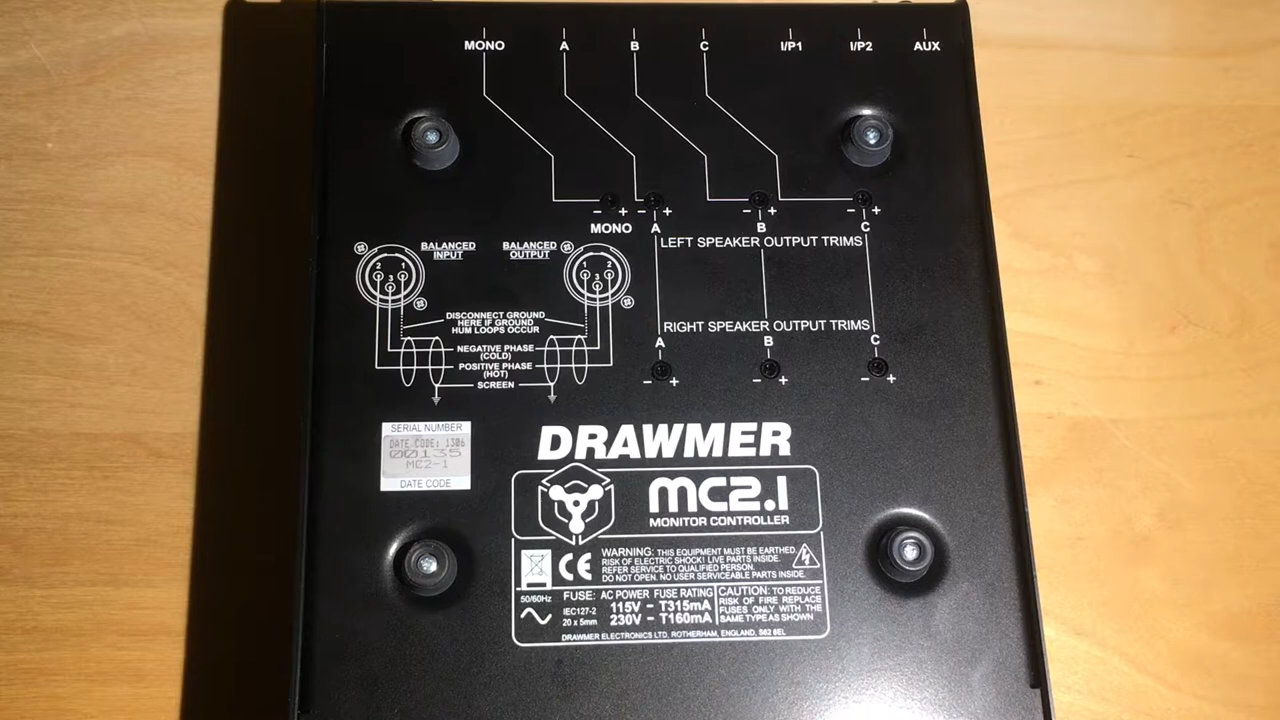 MONO A B C I/P1 I/P2 AUX
− + − + − + − +
MONO A B C
LEFT SPEAKER OUTPUT TRIMS
BALANCED
INPUT
BALANCED
OUTPUT
2 1
3
1 2
3
DISCONNECT GROUND
HERE IF GROUND
HUM LOOPS OCCUR
NEGATIVE PHASE
(COLD)
POSITIVE PHASE
(HOT)
SCREEN
RIGHT SPEAKER OUTPUT TRIMS
A B C
− + − + − +
SERIAL NUMBER
DATE CODE: 1306
00135
MC2-1
DATE CODE
DRAWMER
MC2.1
MONITOR CONTROLLER
CE
WARNING: THIS EQUIPMENT MUST BE EARTHED.
RISK OF ELECTRIC SHOCK! LIVE PARTS INSIDE.
REFER SERVICE TO QUALIFIED PERSON.
DO NOT OPEN. NO USER SERVICEABLE PARTS INSIDE.
50/60Hz
FUSE: AC POWER FUSE RATING
IEC127-2
20 x 5mm
115V – T315mA
230V – T160mA
CAUTION: TO REDUCE
RISK OF FIRE REPLACE
FUSES ONLY WITH THE
SAME TYPE AS SHOWN
DRAWMER ELECTRONICS LTD. ROTHERHAM, ENGLAND, S62 8EL